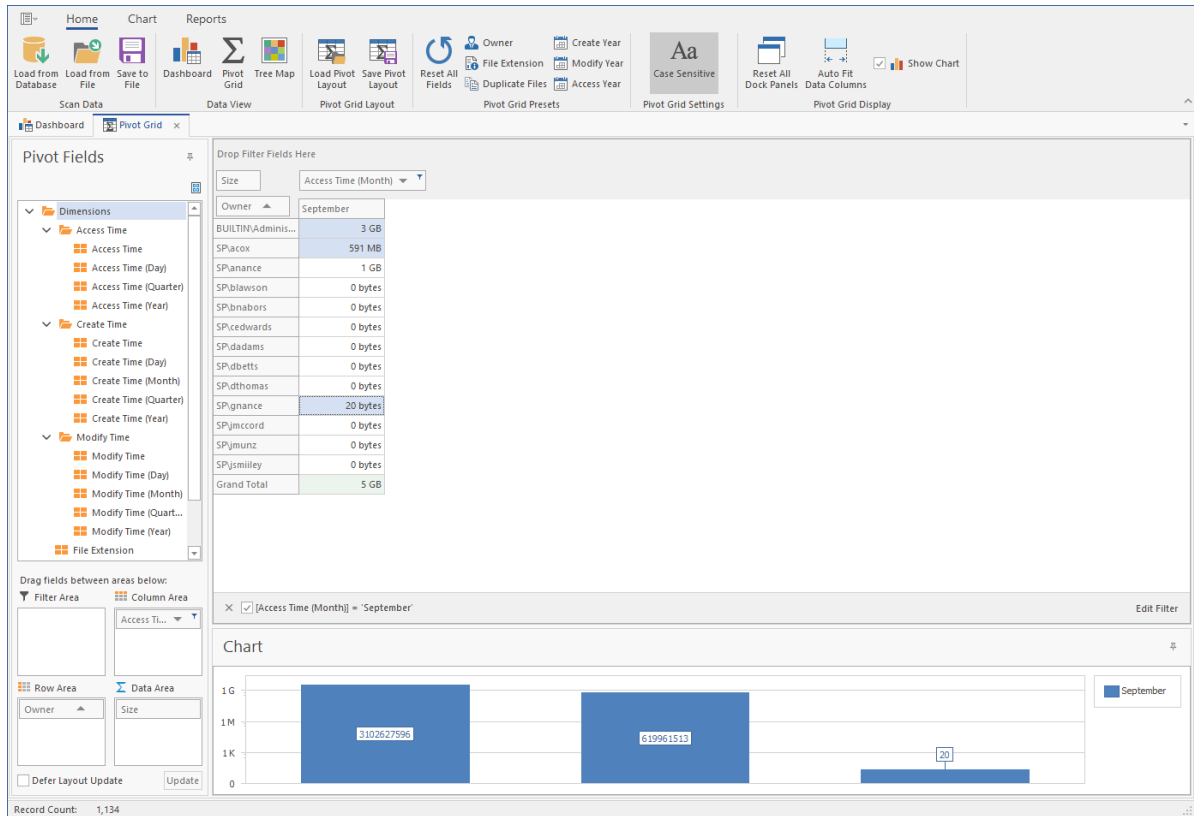 Home Chart Reports
Load from Database
Load from File
Save to File
Dashboard
Pivot Grid
Tree Map
Load Pivot Layout
Save Pivot Layout
Reset All Fields
Owner
File Extension
Duplicate Files
Create Year
Modify Year
Access Year
Aa
Case Sensitive
Reset All Dock Panels
Auto Fit Data Columns
Show Chart
Scan Data
Data View
Pivot Grid Layout
Pivot Grid Presets
Pivot Grid Settings
Pivot Grid Display
Dashboard Pivot Grid
Pivot Fields
Dimensions
Access Time
Access Time
Access Time (Day)
Access Time (Quarter)
Access Time (Year)
Create Time
Create Time
Create Time (Day)
Create Time (Month)
Create Time (Quarter)
Create Time (Year)
Modify Time
Modify Time
Modify Time (Day)
Modify Time (Month)
Modify Time (Quart...
Modify Time (Year)
File Extension
Drag fields between areas below:
Filter Area Column Area
Access Ti...
Row Area Data Area
Owner Size
Defer Layout Update Update
Drop Filter Fields Here
Size Access Time (Month)
Owner September
BUILTIN\Adminis... 3 GB
SP\acox 591 MB
SP\anance 1 GB
SP\blawson 0 bytes
SP\bnabors 0 bytes
SP\cedwards 0 bytes
SP\dadams 0 bytes
SP\dbetts 0 bytes
SP\dthomas 0 bytes
SP\gnance 20 bytes
SP\jmccord 0 bytes
SP\jmunz 0 bytes
SP\jsmiiley 0 bytes
Grand Total 5 GB
[Access Time (Month)] = 'September' Edit Filter
Chart
1 G
1 M
1 K
0
3102627596
619961513
20
September
Record Count: 1,134